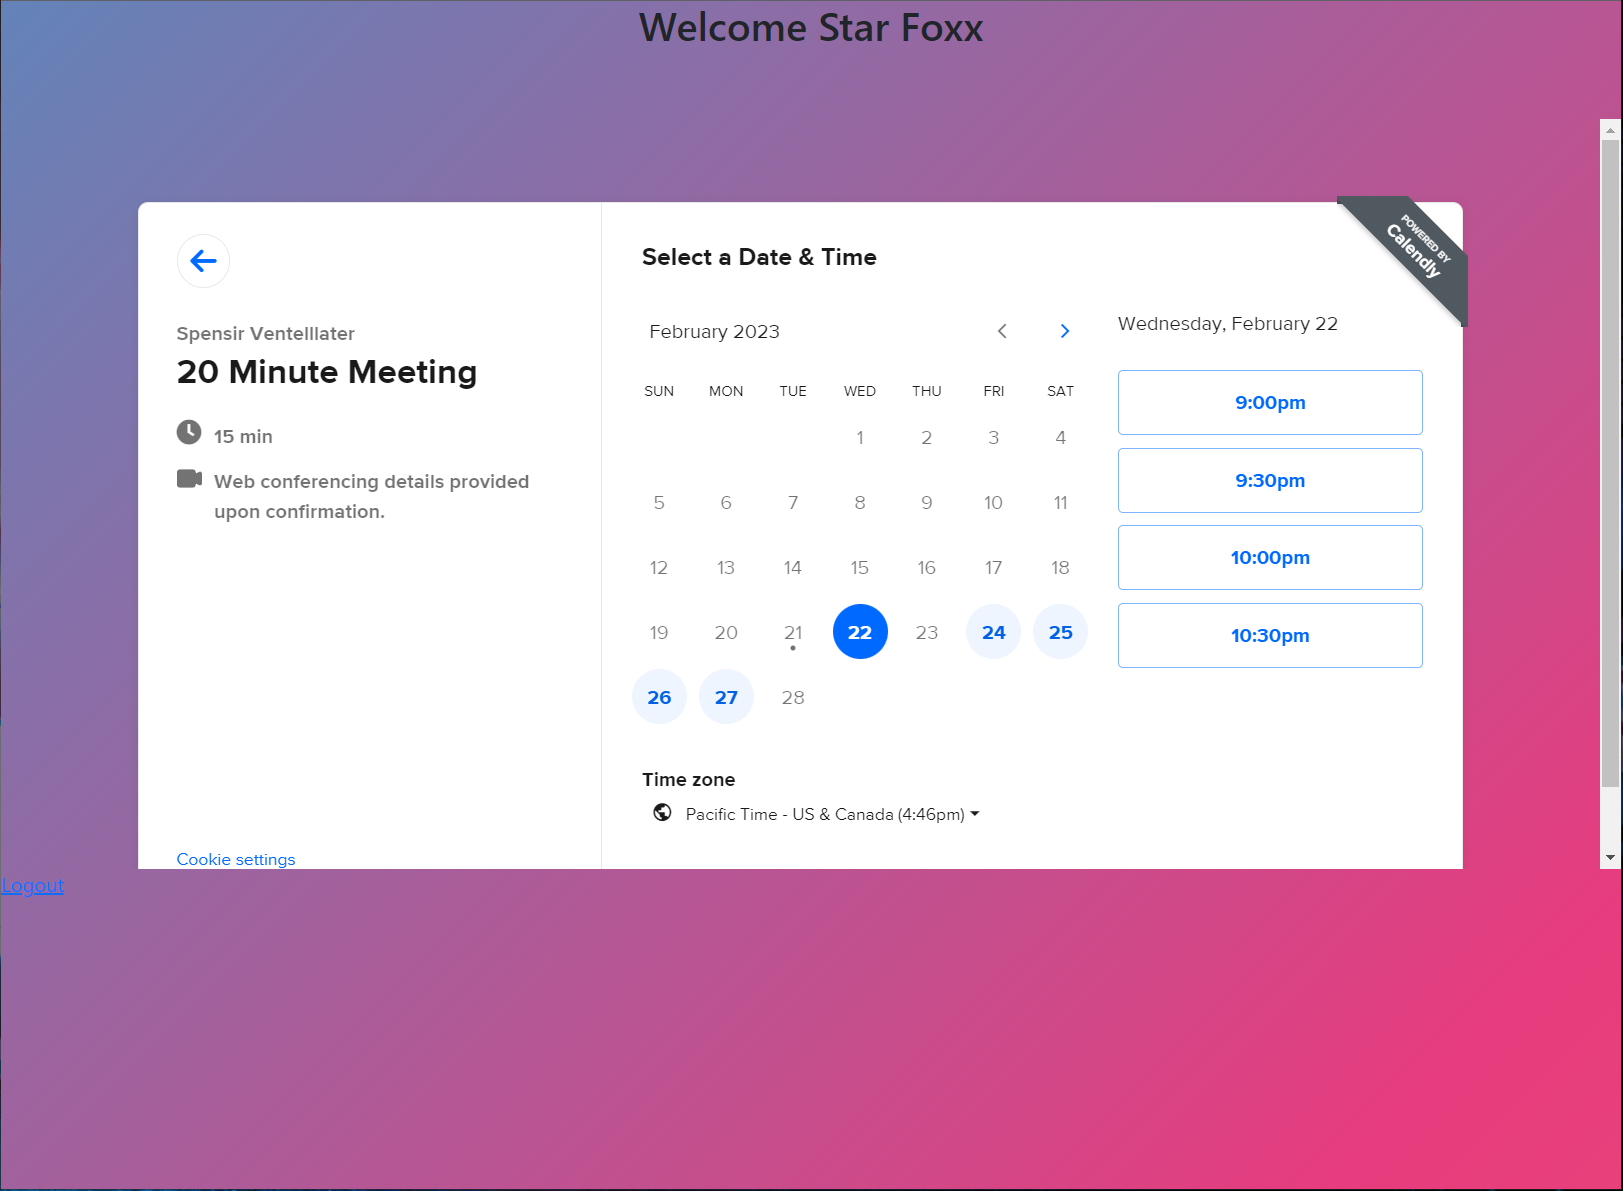 Welcome Star Foxx
POWERED BY
Calendly
Spensir Ventelllater
20 Minute Meeting
15 min
Web conferencing details provided
upon confirmation.
Cookie settings
Select a Date & Time
February 2023
SUN MON TUE WED THU FRI SAT
1 2 3 4
5 6 7 8 9 10 11
12 13 14 15 16 17 18
19 20 21 22 23 24 25
26 27 28
Time zone
Pacific Time - US & Canada (4:46pm)
Wednesday, February 22
9:00pm
9:30pm
10:00pm
10:30pm
Logout